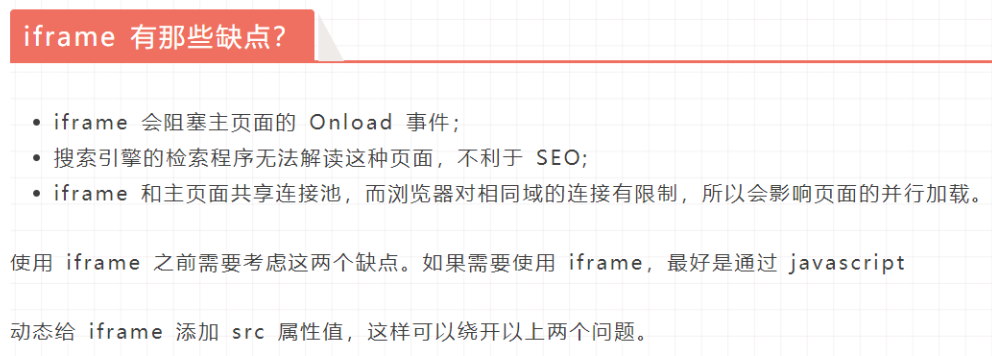 iframe 有那些缺点？
• iframe 会阻塞主页面的 Onload 事件；
• 搜索引擎的检索程序无法解读这种页面，不利于 SEO;
• iframe 和主页面共享连接池，而浏览器对相同域的连接有限制，所以会影响页面的并行加载。
使用 iframe 之前需要考虑这两个缺点。如果需要使用 iframe，最好是通过 javascript
动态给 iframe 添加 src 属性值，这样可以绕开以上两个问题。